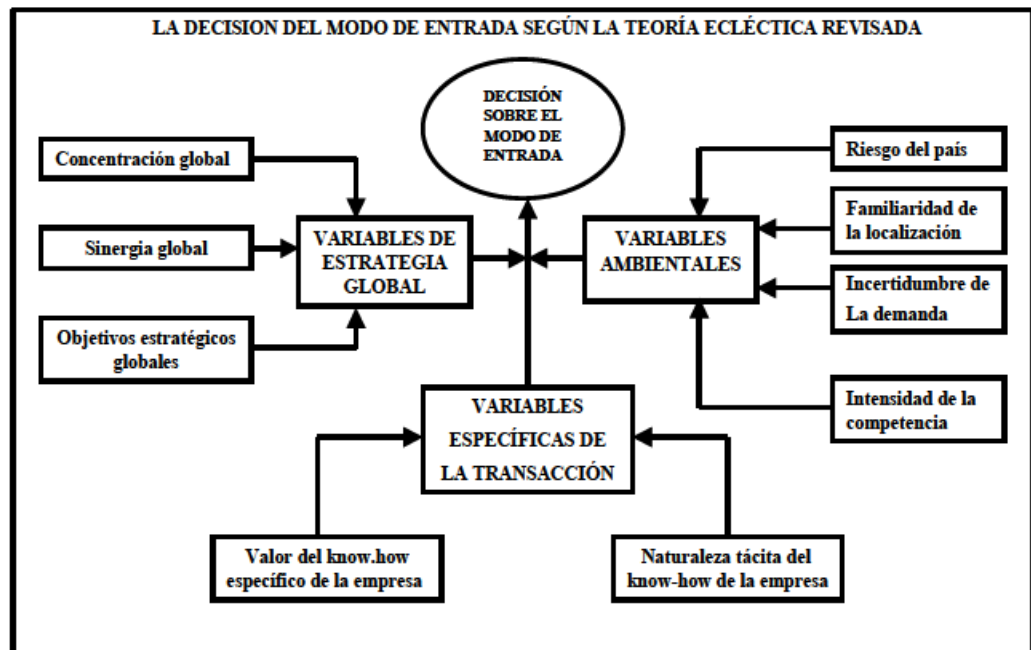 LA DECISION DEL MODO DE ENTRADA SEGÚN LA TEORÍA ECLÉCTICA REVISADA
DECISIÓN
SOBRE EL
MODO DE
ENTRADA
Concentración global
Sinergia global
Objetivos estratégicos
globales
VARIABLES DE
ESTRATEGIA
GLOBAL
VARIABLES
AMBIENTALES
Riesgo del país
Familiaridad de
la localización
Incertidumbre de
La demanda
Intensidad de la
competencia
VARIABLES
ESPECÍFICAS DE
LA TRANSACCIÓN
Valor del know.how
específico de la empresa
Naturaleza tácita del
know-how de la empresa